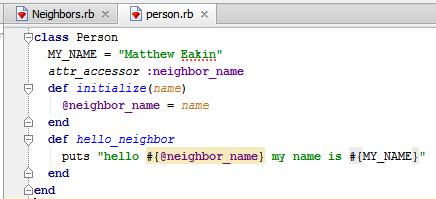 Neighbors.rb × person.rb ×
class Person
  MY_NAME = "Matthew Eakin"
  attr_accessor :neighbor_name
  def initialize(name)
    @neighbor_name = name
  end
  def hello_neighbor
    puts "hello #{@neighbor_name} my name is #{MY_NAME}"
  end
end